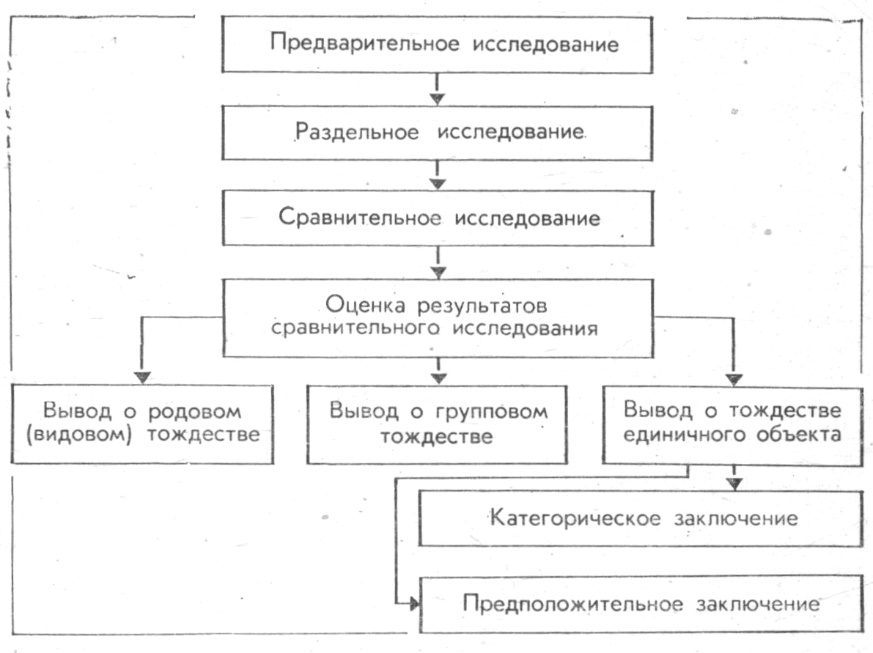 Предварительное исследование
Раздельное исследование
Сравнительное исследование
Оценка результатов
сравнительного исследования
Вывод о родовом
(видовом) тождестве
Вывод о групповом
тождестве
Вывод о тождестве
единичного объекта
Категорическое заключение
Предположительное заключение